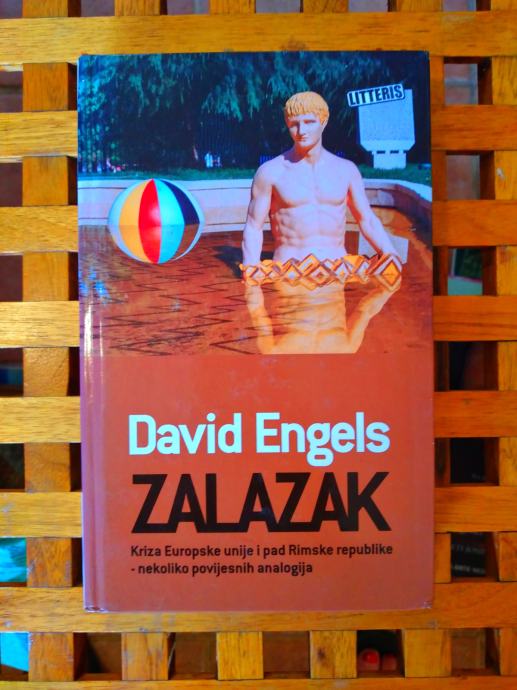 LITTERIS
David Engels
ZALAZAK
Kriza Europske unije i pad Rimske republike
- nekoliko povijesnih analogija